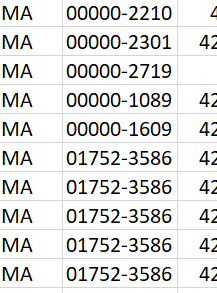 MA 00000-2210 4
MA 00000-2301 42
MA 00000-2719
MA 00000-1089 42
MA 00000-1609 42
MA 01752-3586 42
MA 01752-3586 42
MA 01752-3586 42
MA 01752-3586 42
MA 01752-3586 42